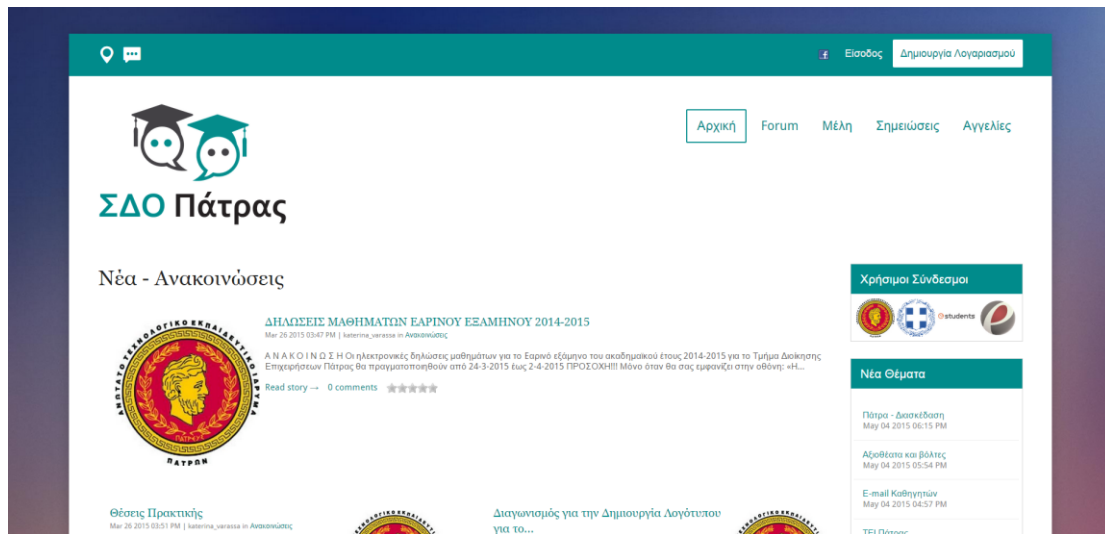 Είσοδος
Δημιουργία Λογαριασμού
Αρχική Forum Μέλη Σημειώσεις Αγγελίες
ΣΔΟ Πάτρας
Νέα - Ανακοινώσεις
ΔΗΛΩΣΕΙΣ ΜΑΘΗΜΑΤΩΝ ΕΑΡΙΝΟΥ ΕΞΑΜΗΝΟΥ 2014-2015
Mar 26 2015 03:47 PM | katerina_varassa in Ανακοινώσεις
Α Ν Α Κ Ο Ι Ν Ω Σ Η Οι ηλεκτρονικές δηλώσεις μαθημάτων για το Εαρινό εξάμηνο του ακαδημαϊκού έτους 2014-2015 για το Τμήμα Διοίκησης
Επιχειρήσεων Πάτρας θα πραγματοποιηθούν από 24-3-2015 έως 2-4-2015 ΠΡΟΣΟΧΗ!!! Μόνο όταν θα σας εμφανίζει στην οθόνη: «Η...
Read story → 0 comments
ΠΑΤΡΩΝ
Θέσεις Πρακτικής
Mar 26 2015 03:51 PM | katerina_varassa in Ανακοινώσεις
Διαγωνισμός για την Δημιουργία Λογότυπου
για το...
Χρήσιμοι Σύνδεσμοι
students
Νέα Θέματα
Πάτρα - Διασκέδαση
May 04 2015 06:15 PM
Αξιοθέατα και βόλτες
May 04 2015 05:54 PM
E-mail Καθηγητών
May 04 2015 04:57 PM
ΤΕΙ Πάτρας